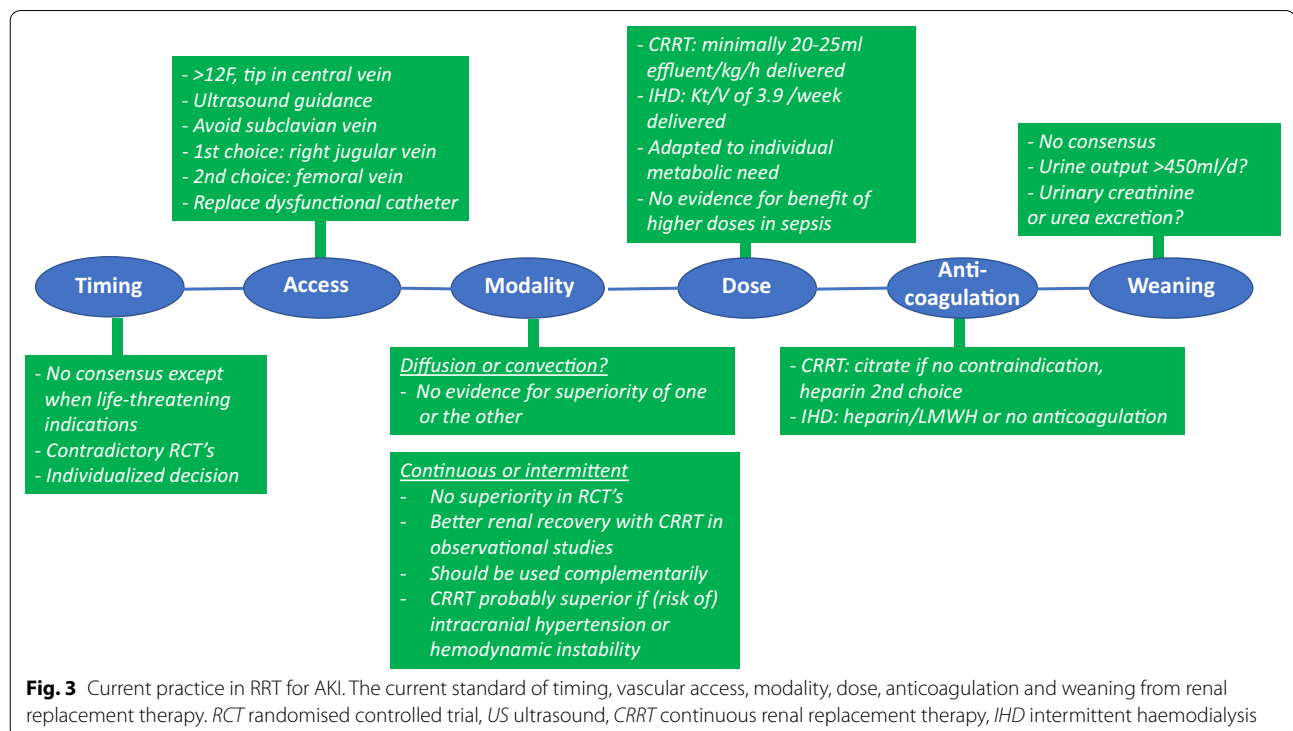 - >12F, tip in central vein
- Ultrasound guidance
- Avoid subclavian vein
- 1st choice: right jugular vein
- 2nd choice: femoral vein
- Replace dysfunctional catheter
- CRRT: minimally 20-25ml
effluent/kg/h delivered
- IHD: Kt/V of 3.9 /week
delivered
- Adapted to individual
metabolic need
- No evidence for benefit of
higher doses in sepsis
- No consensus
- Urine output >450ml/d?
- Urinary creatinine
or urea excretion?
Timing
Access
Modality
Dose
Anti-
coagulation
Weaning
- No consensus except
when life-threatening
indications
- Contradictory RCT's
- Individualized decision
Diffusion or convection?
- No evidence for superiority of one
or the other
Continuous or intermittent
- No superiority in RCT's
- Better renal recovery with CRRT in
observational studies
- Should be used complementarily
- CRRT probably superior if (risk of)
intracranial hypertension or
hemodynamic instability
- CRRT: citrate if no contraindication,
heparin 2nd choice
- IHD: heparin/LMWH or no anticoagulation
Fig. 3 Current practice in RRT for AKI. The current standard of timing, vascular access, modality, dose, anticoagulation and weaning from renal
replacement therapy. RCT randomised controlled trial, US ultrasound, CRRT continuous renal replacement therapy, IHD intermittent haemodialysis